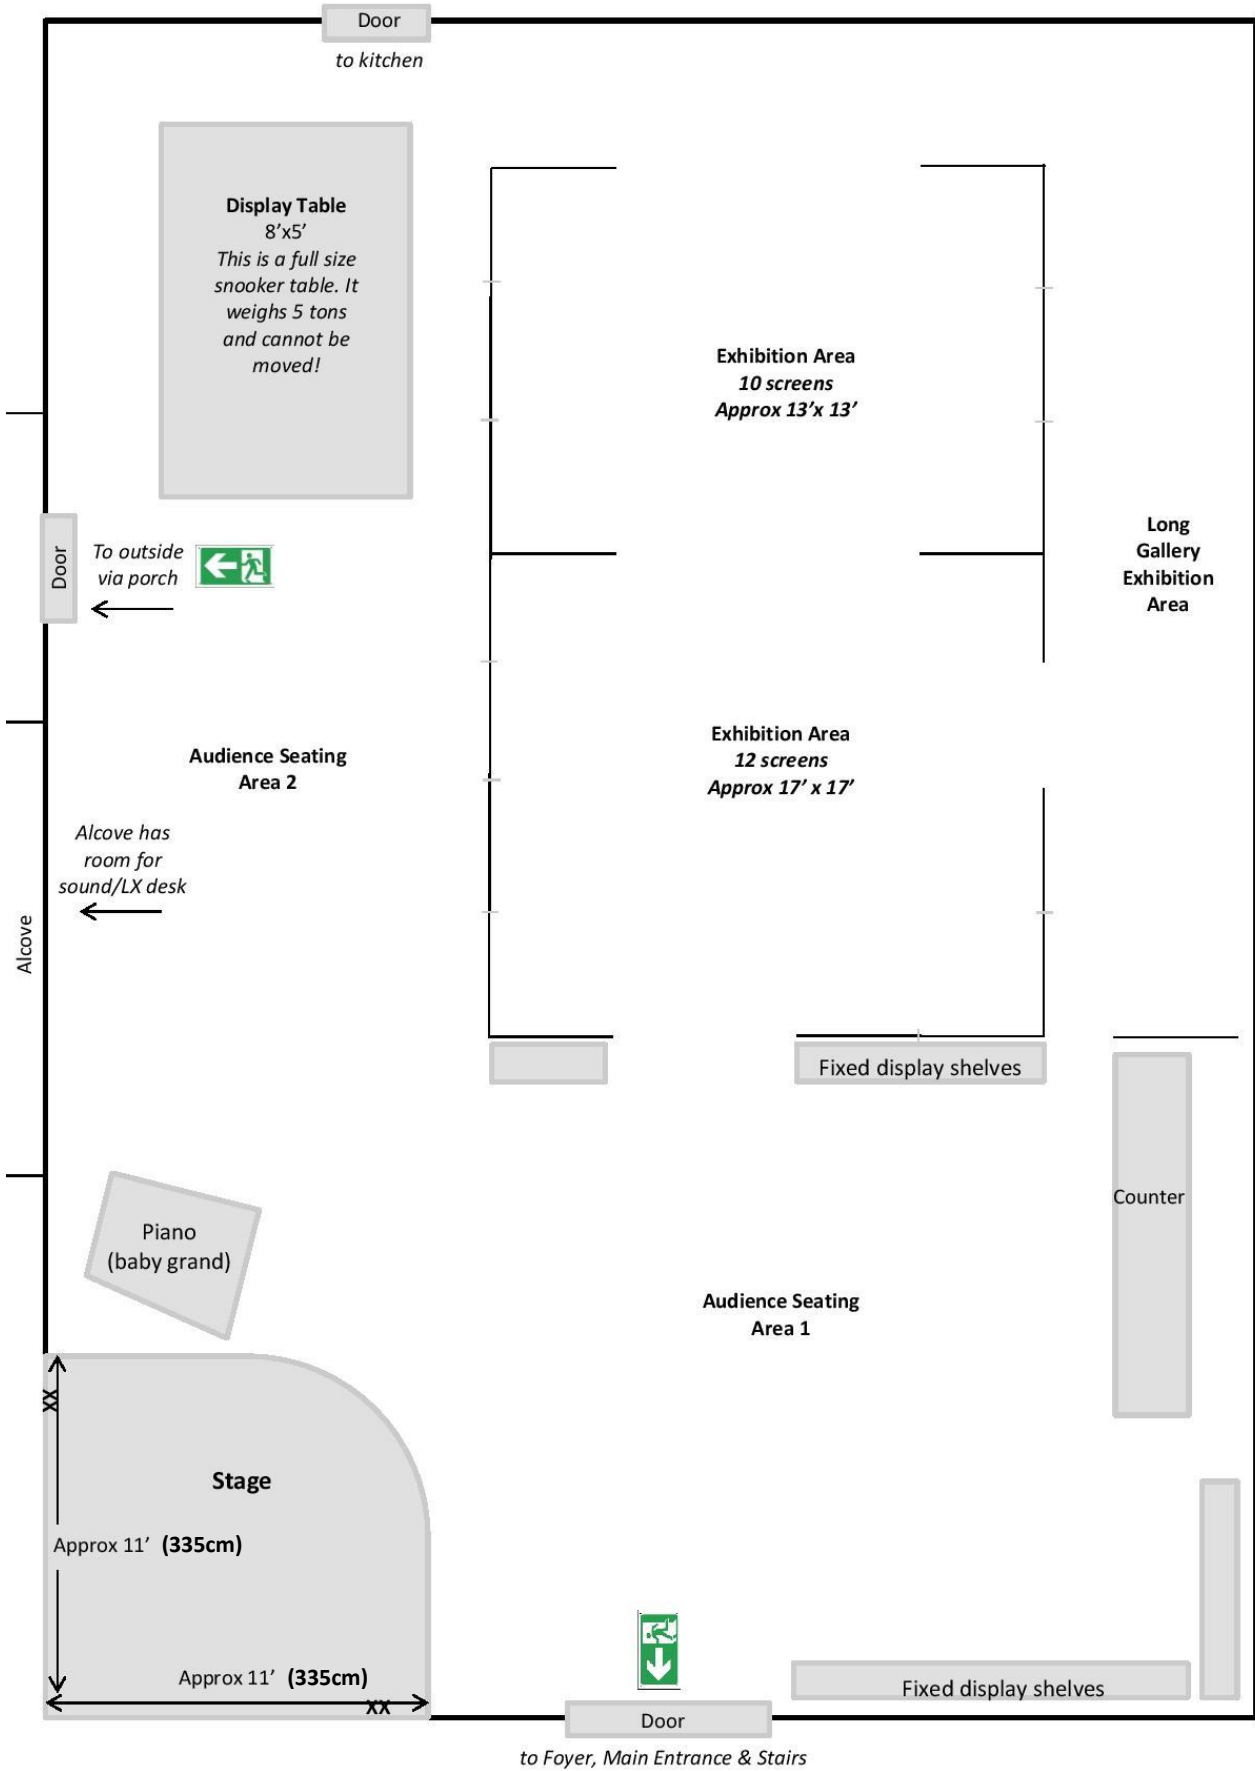 Door
to kitchen
Display Table
8’x5’
This is a full size
snooker table. It
weighs 5 tons
and cannot be
moved!
Exhibition Area
10 screens
Approx 13’x 13’
Long
Gallery
Exhibition
Area
Door
To outside
via porch
Audience Seating
Area 2
Exhibition Area
12 screens
Approx 17’ x 17’
Alcove has
room for
sound/LX desk
Alcove
Fixed display shelves
Counter
Piano
(baby grand)
Audience Seating
Area 1
XX
Stage
Approx 11’ (335cm)
Approx 11’ (335cm)
XX
Fixed display shelves
Door
to Foyer, Main Entrance & Stairs